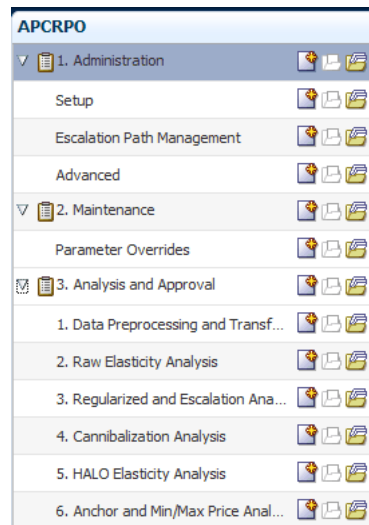 APCRPO
1. Administration
Setup
Escalation Path Management
Advanced
2. Maintenance
Parameter Overrides
3. Analysis and Approval
1. Data Preprocessing and Transf...
2. Raw Elasticity Analysis
3. Regularized and Escalation Ana...
4. Cannibalization Analysis
5. HALO Elasticity Analysis
6. Anchor and Min/Max Price Anal...